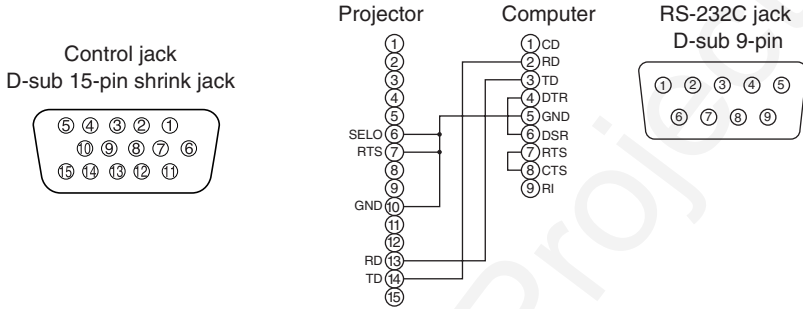 Control jack
D-sub 15-pin shrink jack
5 4 3 2 1
10 9 8 7 6
15 14 13 12 11
Projector
1
2
3
4
5
SELO 6
RTS 7
8
9
GND 10
11
12
RD 13
TD 14
15
Computer
1 CD
2 RD
3 TD
4 DTR
5 GND
6 DSR
7 RTS
8 CTS
9 RI
RS-232C jack
D-sub 9-pin
1 2 3 4 5
6 7 8 9
Project